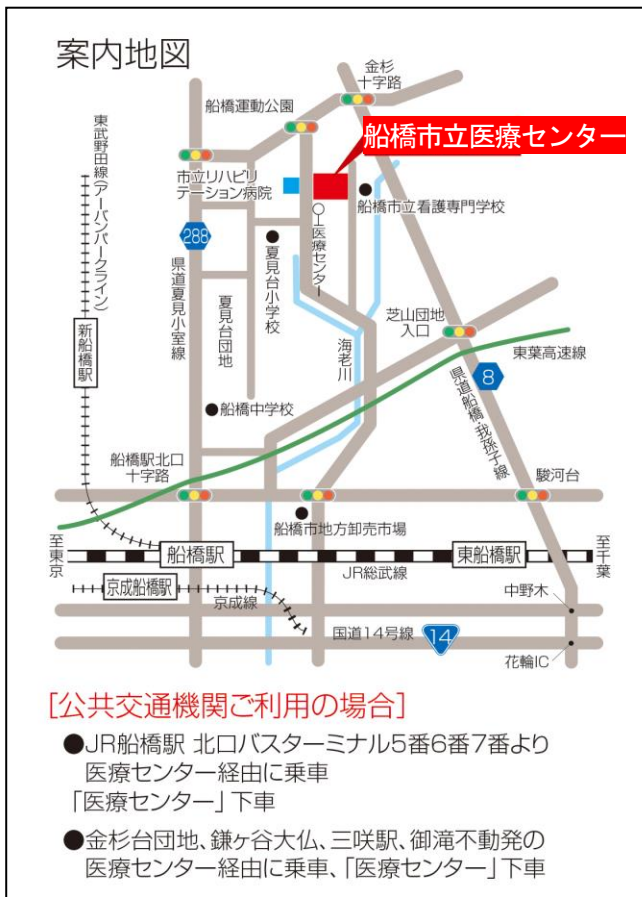 案内地図
金杉
十字路
船橋運動公園
船橋市立医療センター
東武野田線(アーバンパークライン)
市立リハビリ
テーション病院
船橋市立看護専門学校
医療センター
288
県道夏見小室線
夏見台小学校
夏見台団地
芝山団地
入口
新船橋駅
海老川
東葉高速線
8
県道船橋・我孫子線
船橋中学校
船橋駅北口
十字路
駿河台
船橋市地方卸売市場
至東京
船橋駅
東船橋駅
至千葉
JR総武線
京成船橋駅
京成線
中野木
国道14号線
14
花輪IC
[公共交通機関ご利用の場合]
●JR船橋駅 北口バスターミナル5番6番7番より
医療センター経由に乗車
「医療センター」下車
●金杉台団地、鎌ヶ谷大仏、三咲駅、御滝不動発の
医療センター経由に乗車、「医療センター」下車